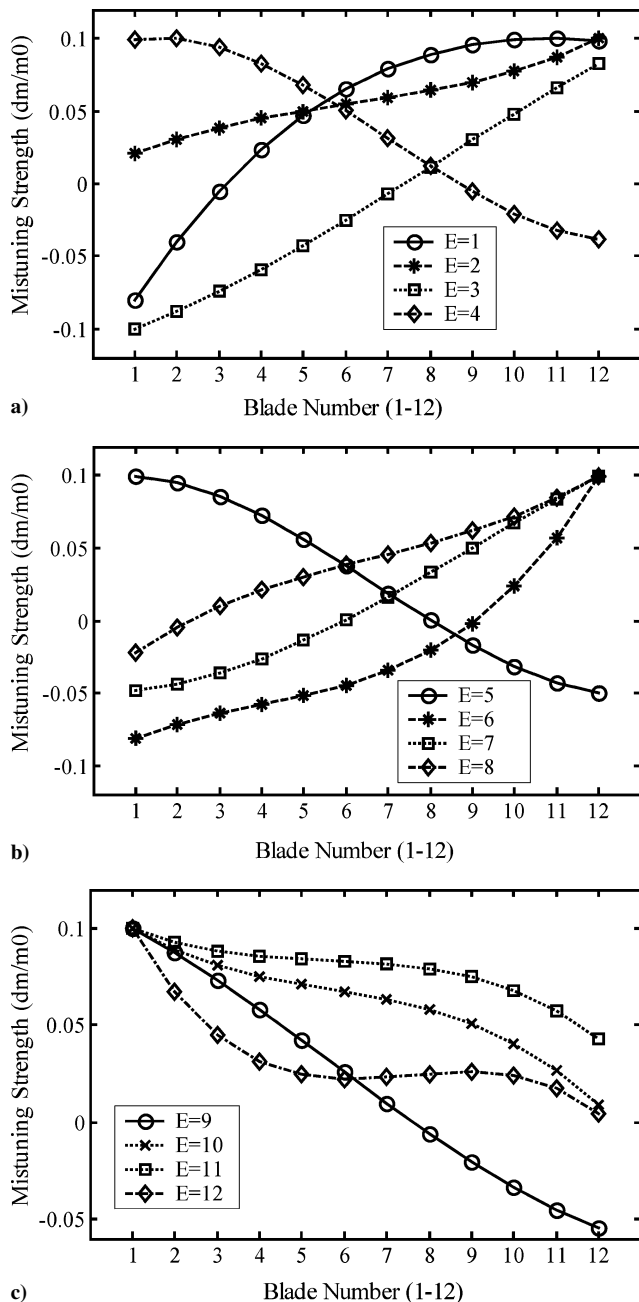 Mistuning Strength (dm/m0)
0.1
0.05
0
-0.05
-0.1
E=1
E=2
E=3
E=4
1 2 3 4 5 6 7 8 9 10 11 12
a)
Blade Number (1-12)
Mistuning Strength (dm/m0)
0.1
0.05
0
-0.05
-0.1
E=5
E=6
E=7
E=8
1 2 3 4 5 6 7 8 9 10 11 12
b)
Blade Number (1-12)
Mistuning Strength (dm/m0)
0.1
0.05
0
-0.05
E=9
E=10
E=11
E=12
1 2 3 4 5 6 7 8 9 10 11 12
c)
Blade Number (1-12)